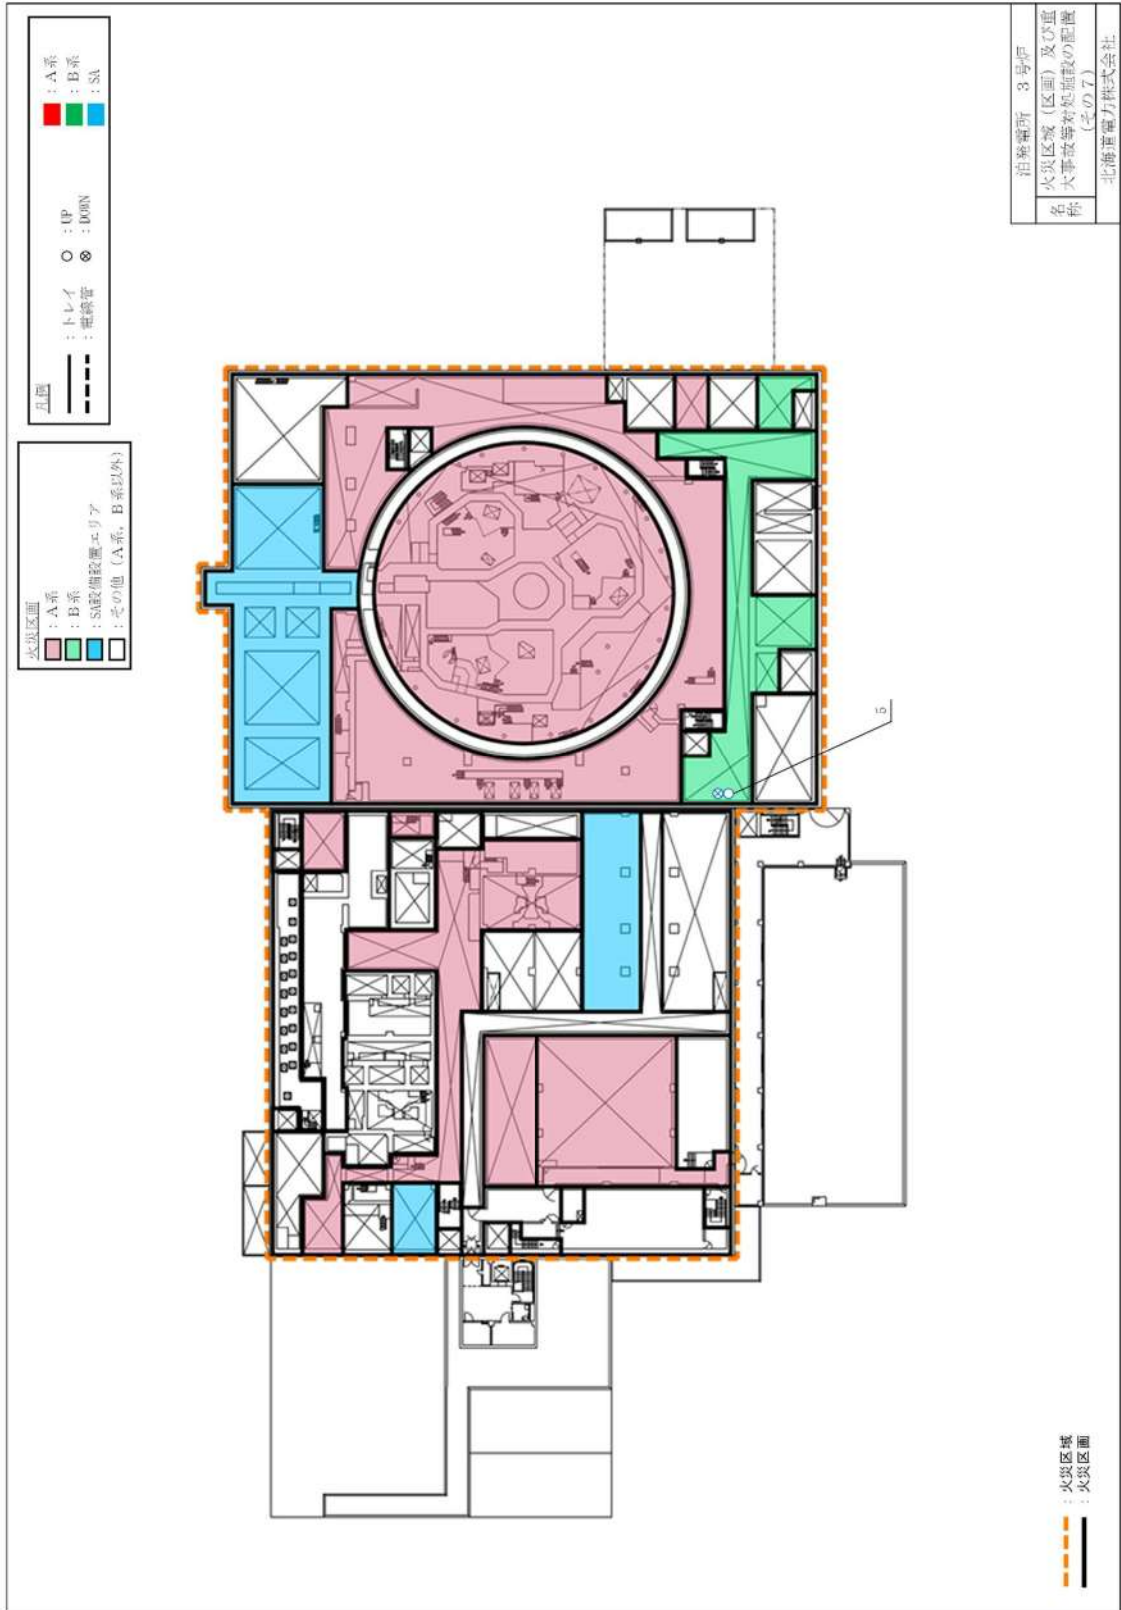 火災区画
: A系
: B系
: SA設備設置エリア
: その他 (A系, B系以外)
凡例
: トレイ
: 電線管
: UP
: DOWN
: A系
: B系
: SA
5
: 火災区域
: 火災区画
泊発電所 3号炉
名称
火災区域 (区画) 及び重
大事故等対処施設の配置
(その7)
北海道電力株式会社